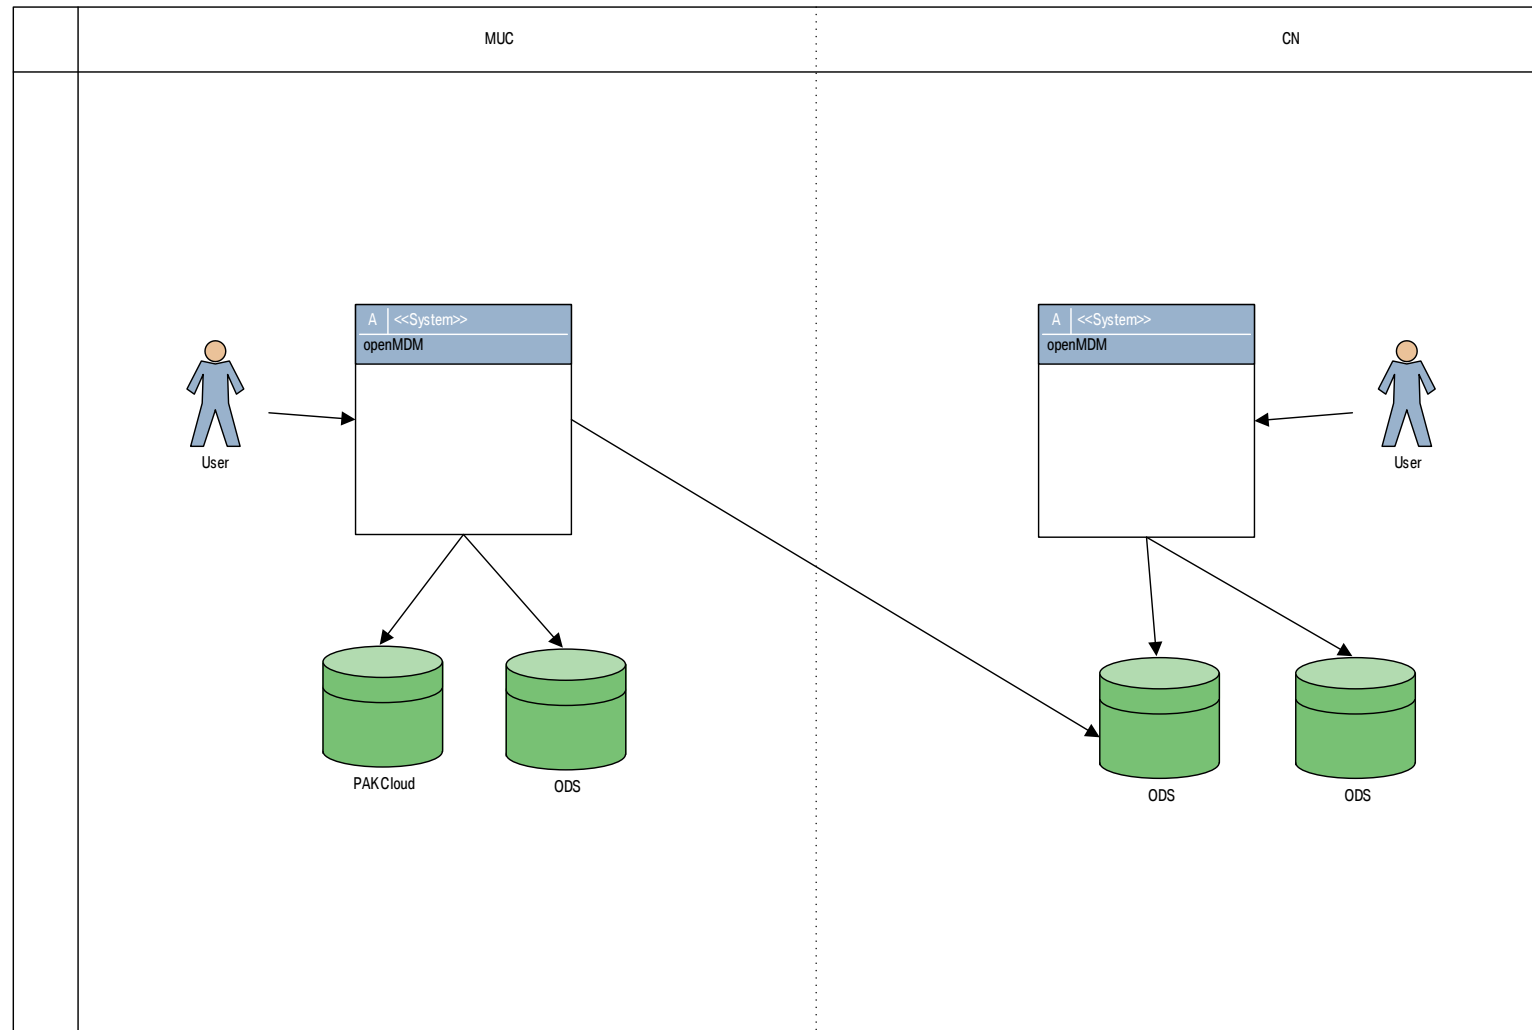 MUC
CN
A <<System>>
openMDM
A <<System>>
openMDM
User
User
PAKCloud
ODS
ODS
ODS